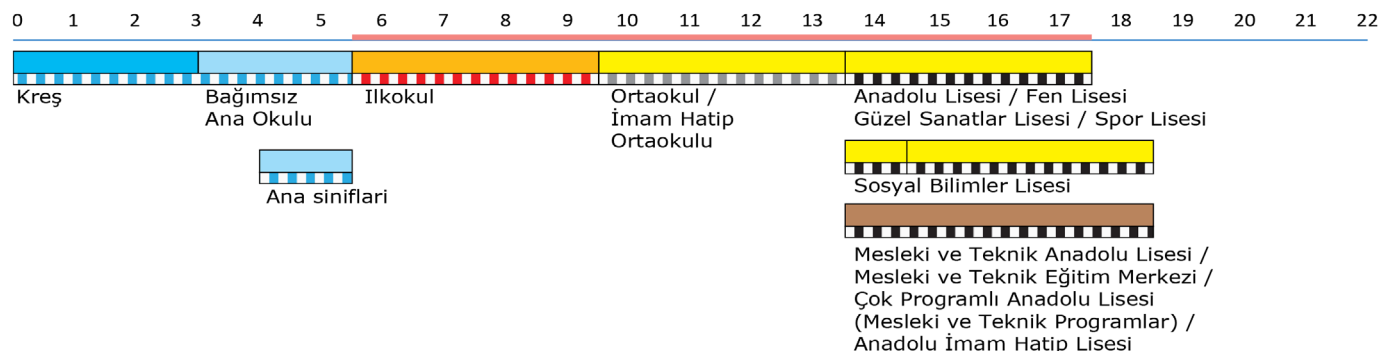 0 1 2 3 4 5 6 7 8 9 10 11 12 13 14 15 16 17 18 19 20 21 22
Kreş
Bağımsız
Ana Okulu
Ilkokul
Ortaokul /
İmam Hatip
Ortaokulu
Anadolu Lisesi / Fen Lisesi
Güzel Sanatlar Lisesi / Spor Lisesi
Ana siniflari
Sosyal Bilimler Lisesi
Mesleki ve Teknik Anadolu Lisesi /
Mesleki ve Teknik Eğitim Merkezi /
Çok Programlı Anadolu Lisesi
(Mesleki ve Teknik Programlar) /
Anadolu İmam Hatip Lisesi